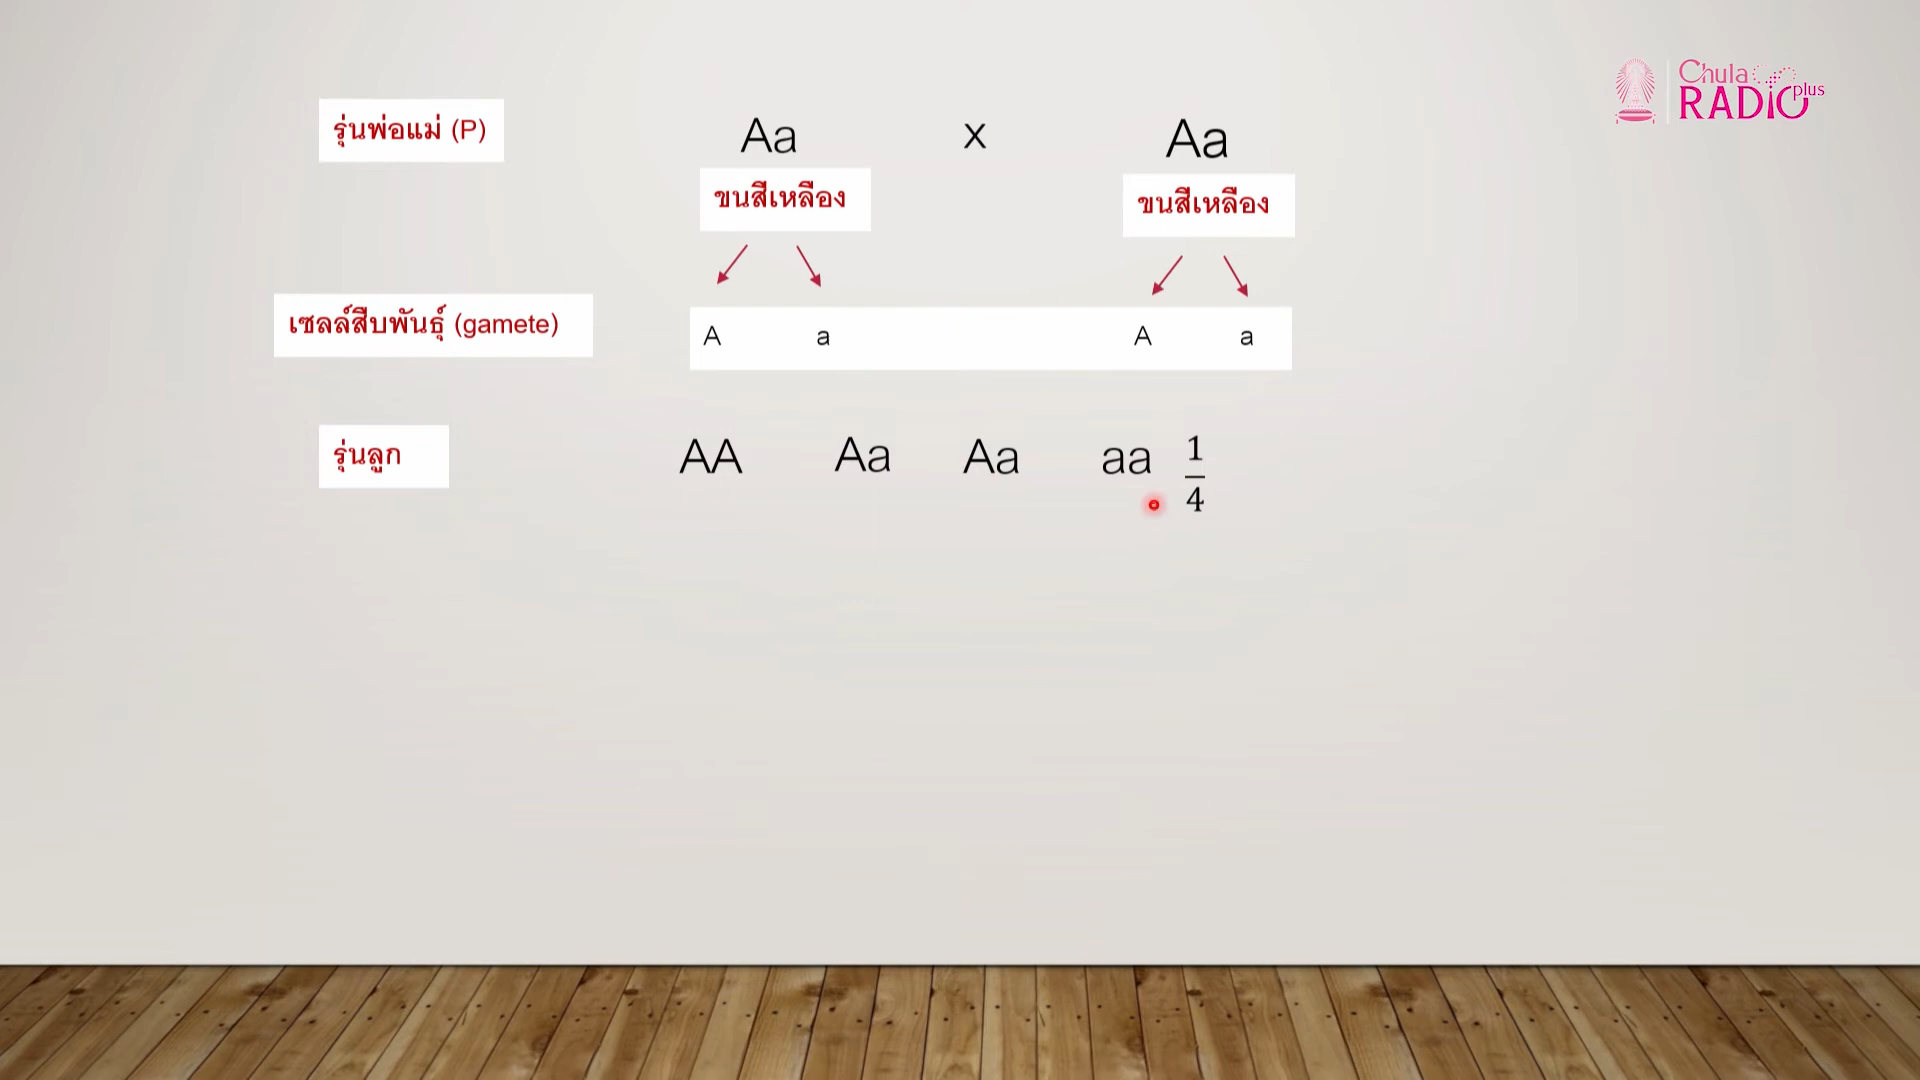 Chula
RADIO plus
รุ่นพ่อแม่ (P)
Aa x Aa
ขนสีเหลือง ขนสีเหลือง
เซลล์สืบพันธุ์ (gamete)
A a A a
รุ่นลูก
AA Aa Aa aa 1/4